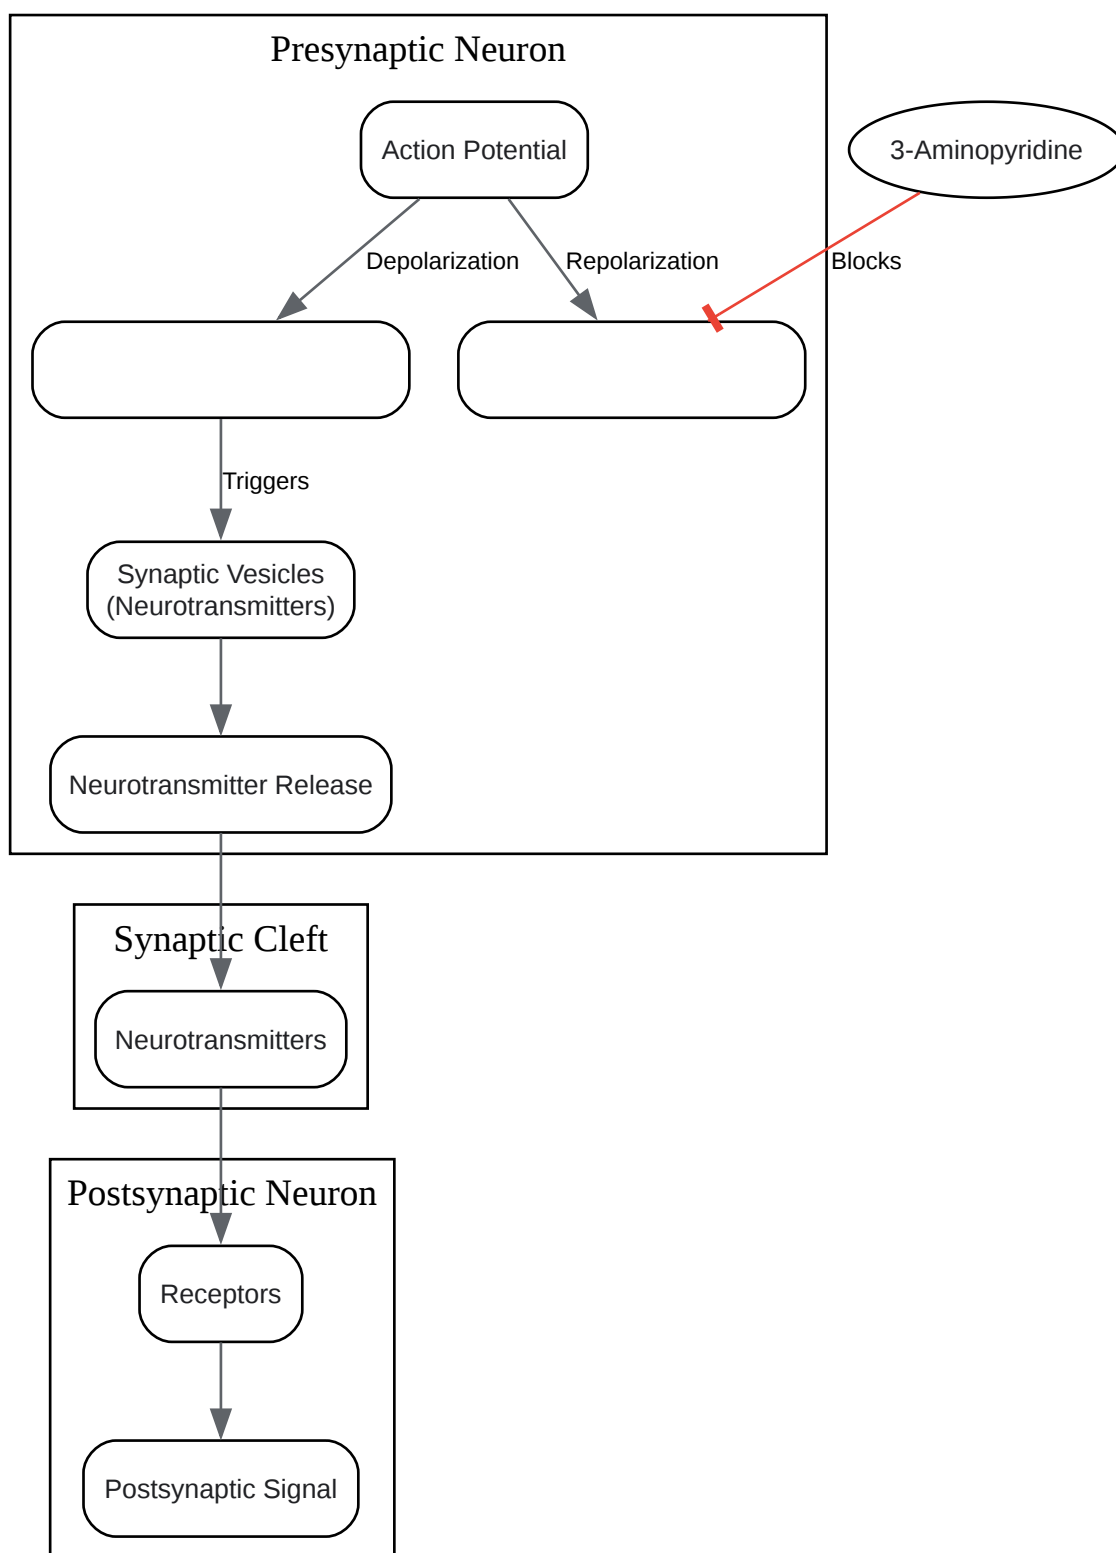 Presynaptic Neuron
Action Potential
3-Aminopyridine
Depolarization
Repolarization
Blocks
Triggers
Synaptic Vesicles
(Neurotransmitters)
Neurotransmitter Release
Synaptic Cleft
Neurotransmitters
Postsynaptic Neuron
Receptors
Postsynaptic Signal